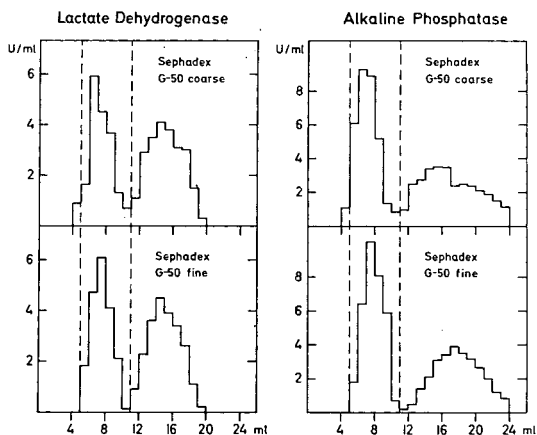 Lactate Dehydrogenase
Alkaline Phosphatase
U/ml
Sephadex
G-50 coarse
6
4
2
Sephadex
G-50 coarse
8
6
4
2
Sephadex
G-50 fine
6
4
2
Sephadex
G-50 fine
8
6
4
2
4 8 12 16 20 24 ml
4 8 12 16 20 24 ml